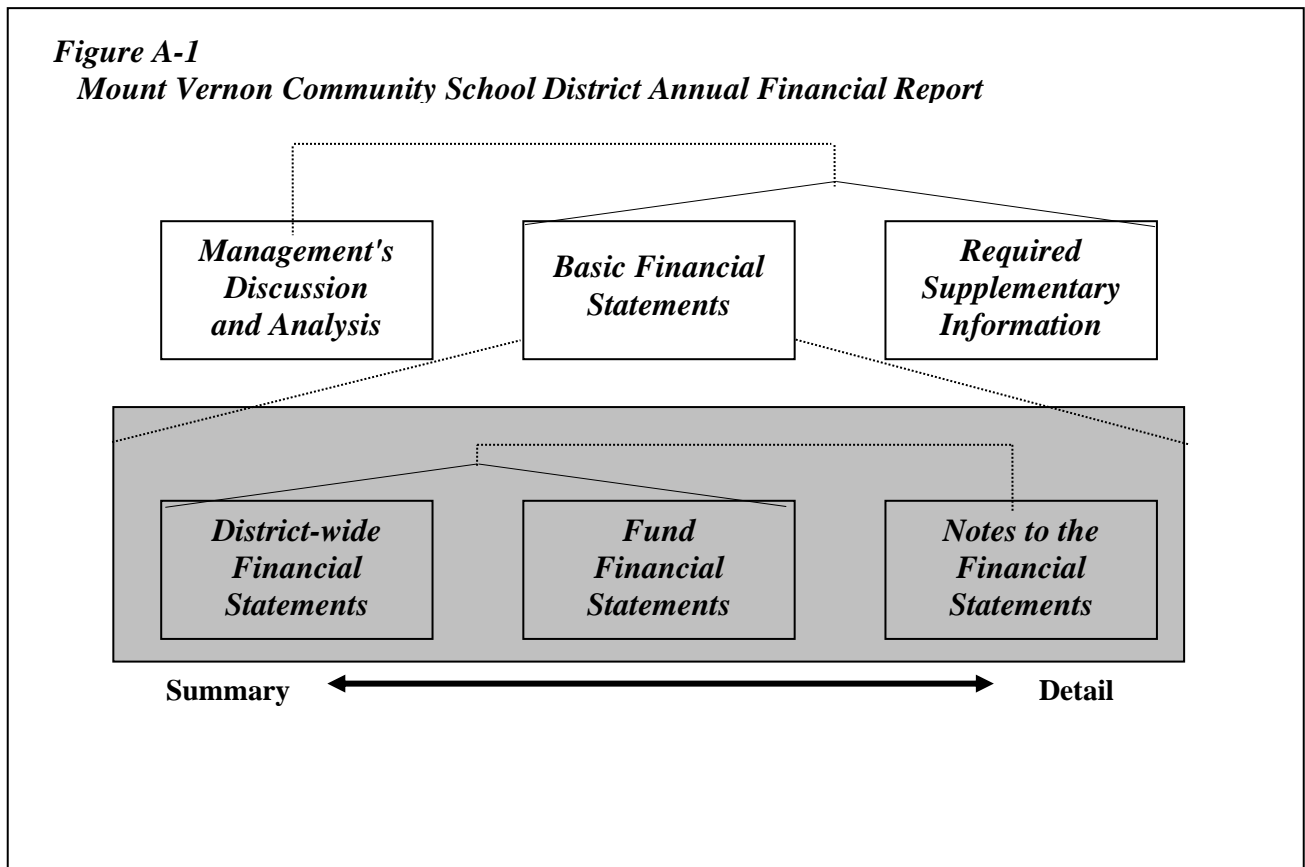 Figure A-1
Mount Vernon Community School District Annual Financial Report
Management's
Discussion
and Analysis
Basic Financial
Statements
Required
Supplementary
Information
District-wide
Financial
Statements
Fund
Financial
Statements
Notes to the
Financial
Statements
Summary
Detail